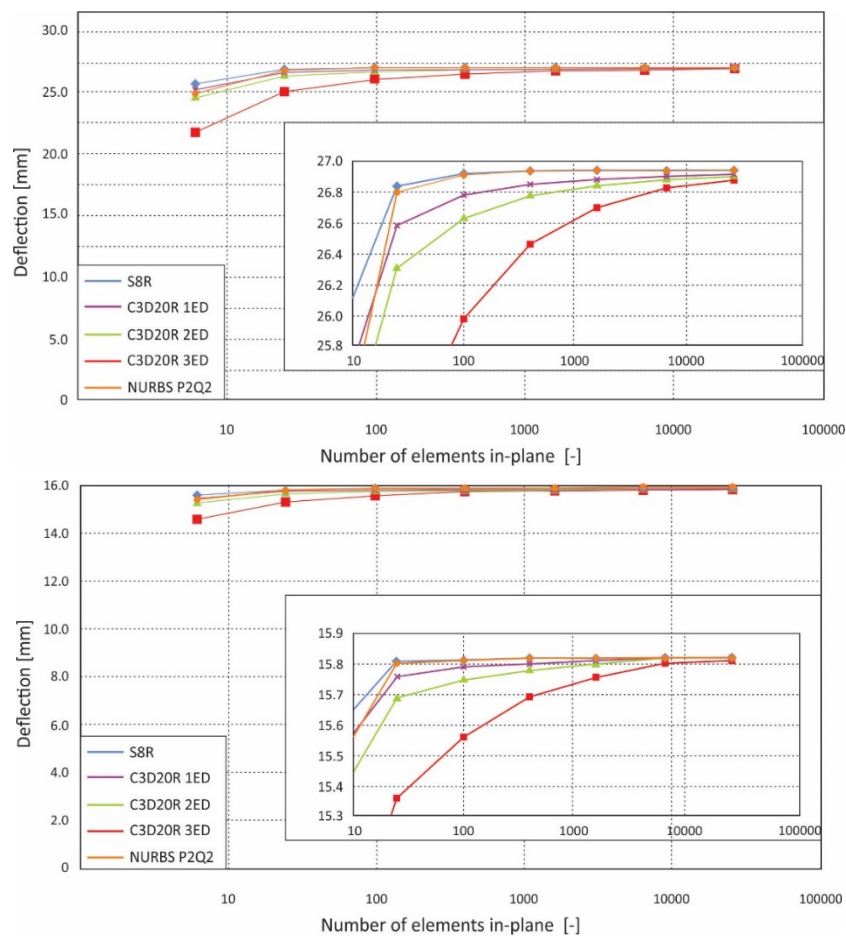 30.0
25.0
20.0
15.0
10.0
5.0
0
Deflection [mm]
S8R
C3D20R 1ED
C3D20R 2ED
C3D20R 3ED
NURBS P2Q2
27.0
26.8
26.6
26.4
26.2
26.0
25.8
10 100 1000 10000 100000
10 100 1000 10000 100000
Number of elements in-plane [-]
16.0
14.0
12.0
16.0
8.0
6.0
4.0
2.0
0
Deflection [mm]
S8R
C3D20R 1ED
C3D20R 2ED
C3D20R 3ED
NURBS P2Q2
15.9
15.8
15.7
15.6
15.5
15.4
15.3
10 100 1000 10000 100000
10 100 1000 10000 100000
Number of elements in-plane [-]